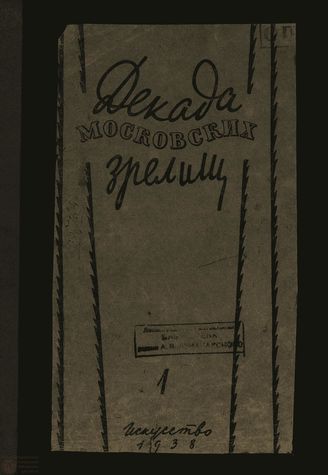 Декада
МОСКОВСКИХ
зрелищ
1
Искусство
1938